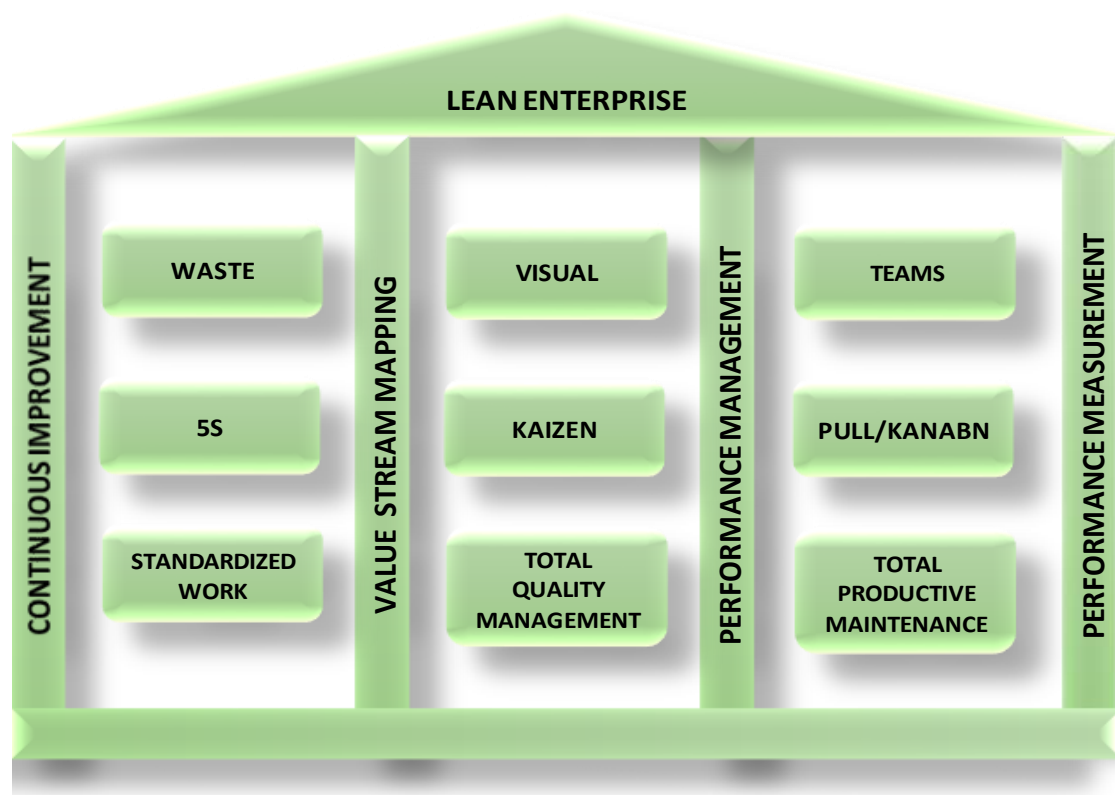 LEAN ENTERPRISE
CONTINUOUS IMPROVEMENT
WASTE
5S
STANDARDIZED
WORK
VALUE STREAM MAPPING
VISUAL
KAIZEN
TOTAL
QUALITY
MANAGEMENT
PERFORMANCE MANAGEMENT
TEAMS
PULL/KANABN
TOTAL
PRODUCTIVE
MAINTENANCE
PERFORMANCE MEASUREMENT